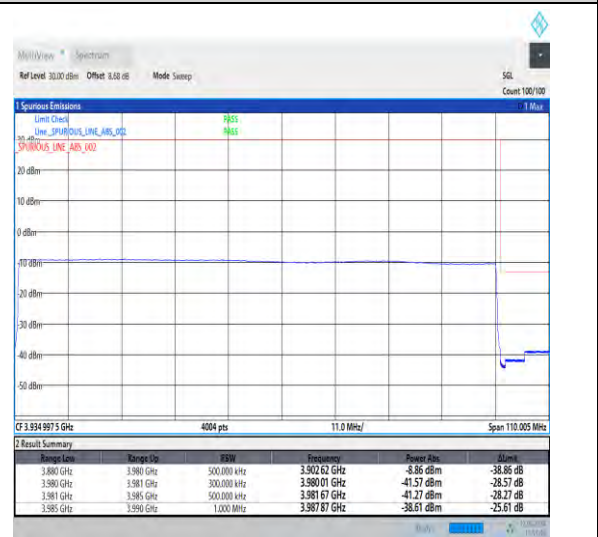 MultiView Spectrum
Ref Level 30.00 dBm Offset 8.68 dB Mode Sweep SGL
Count 100/100
1 Spurious Emissions 1 Max
Limit Check PASS
Line _SPURIOUS_LINE_ABS_002 PASS
_SPURIOUS_LINE_ABS_002
20 dBm
10 dBm
0 dBm
-10 dBm
-20 dBm
-30 dBm
-40 dBm
-50 dBm
CF 3.934 997 5 GHz 4004 pts 11.0 MHz/ Span 110.005 MHz
2 Result Summary
Range Low Range Up RBW Frequency Power Abs ΔLimit
3.880 GHz 3.980 GHz 500.000 kHz 3.902 62 GHz -8.86 dBm -38.86 dB
3.980 GHz 3.981 GHz 300.000 kHz 3.980 01 GHz -41.57 dBm -28.57 dB
3.981 GHz 3.985 GHz 500.000 kHz 3.981 67 GHz -41.27 dBm -28.27 dB
3.985 GHz 3.990 GHz 1.000 MHz 3.987 87 GHz -38.61 dBm -25.61 dB